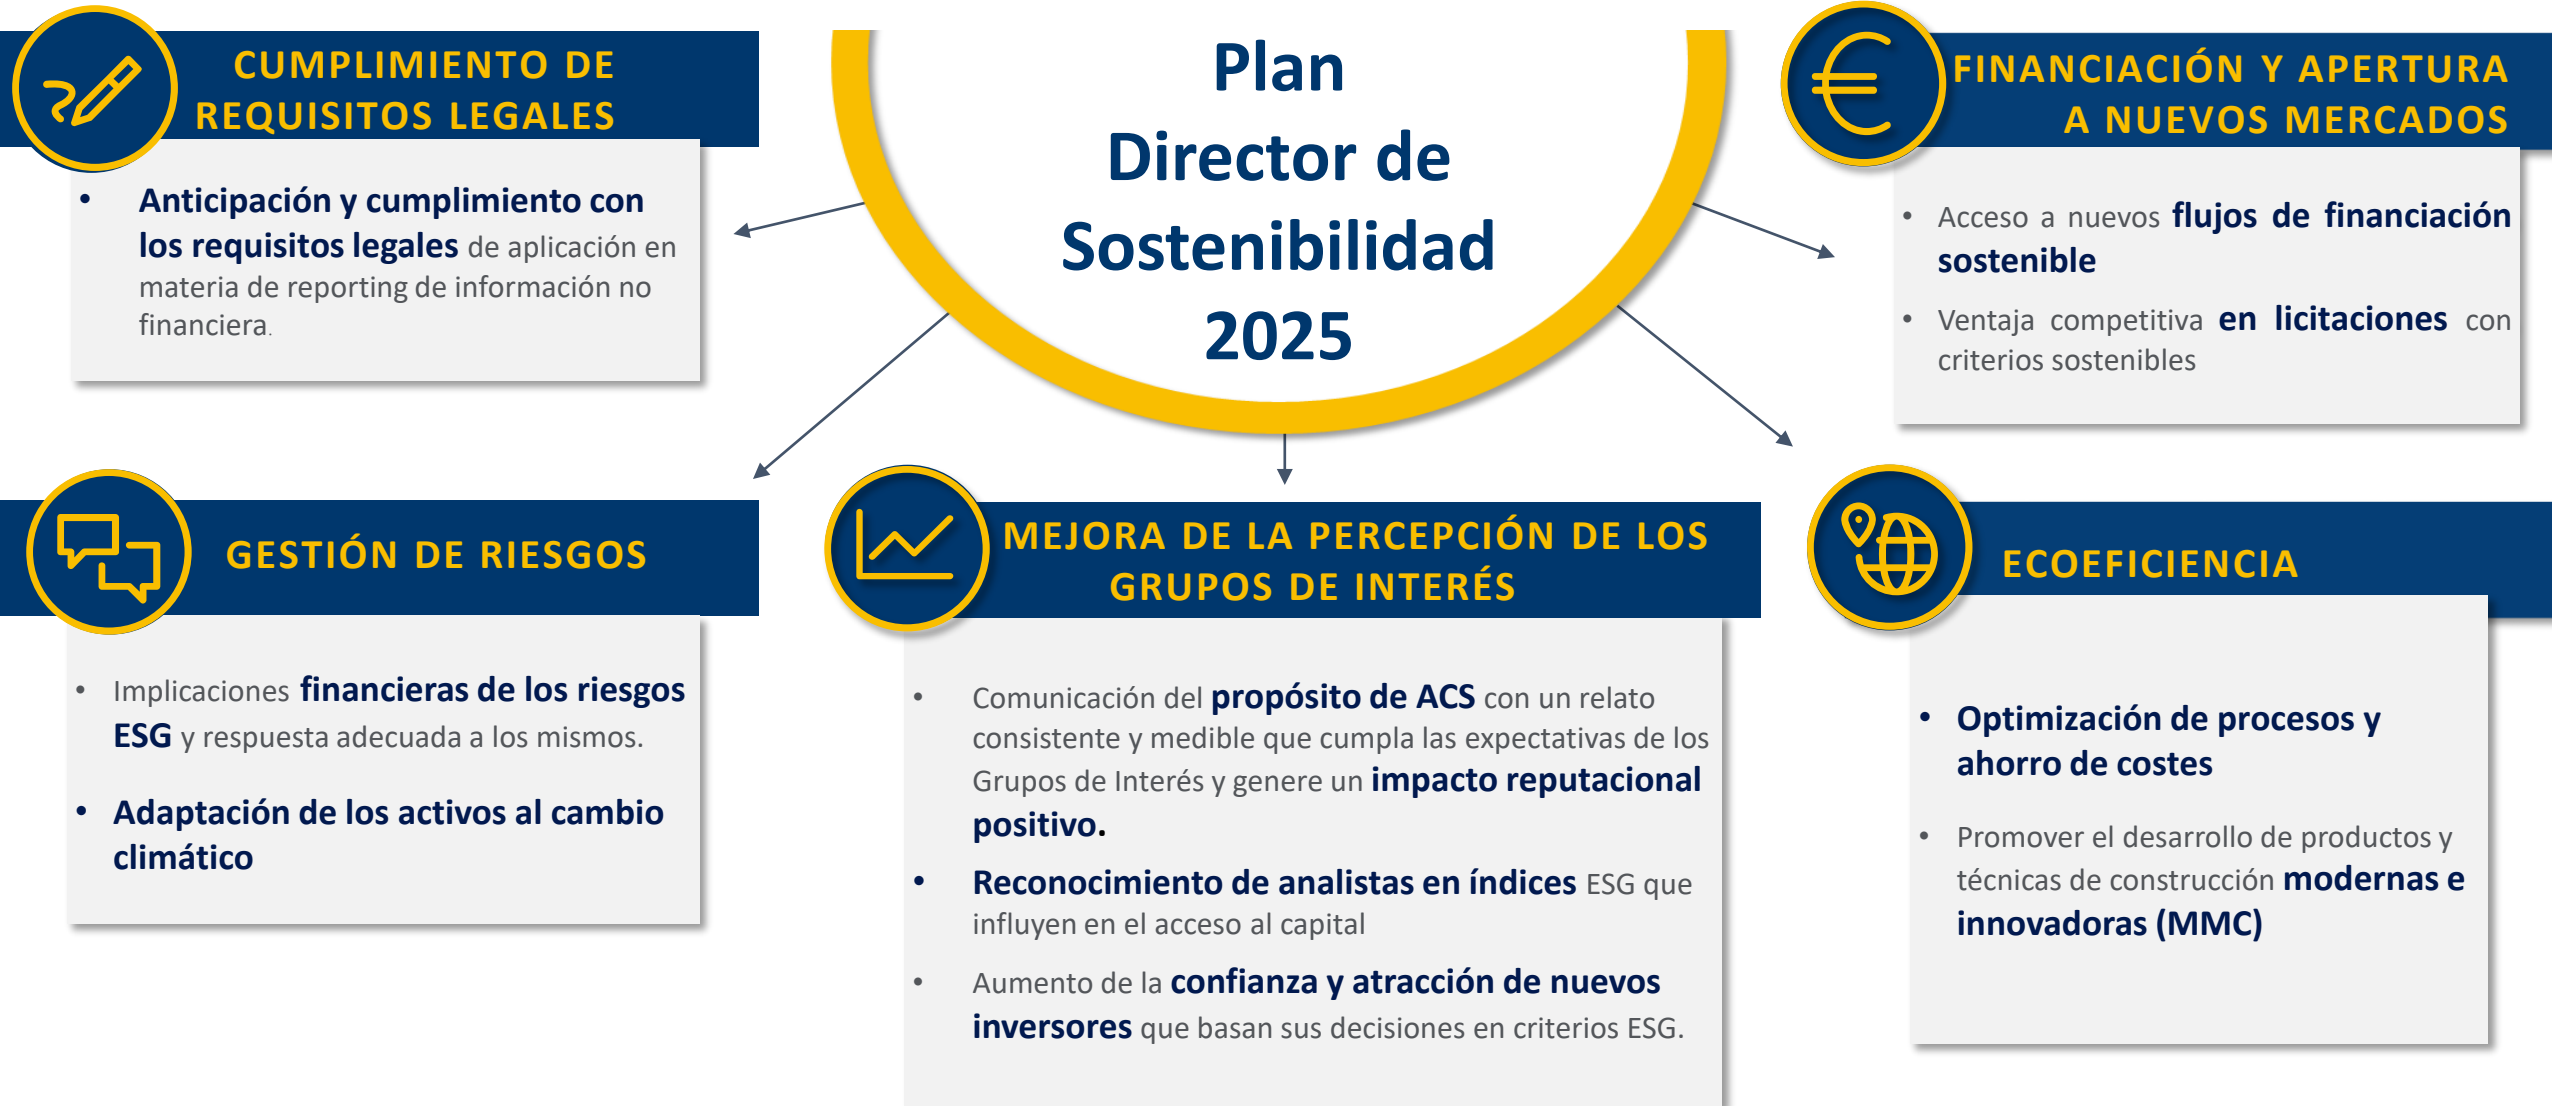 Plan
Director de
Sostenibilidad
2025
CUMPLIMIENTO DE
REQUISITOS LEGALES
• Anticipación y cumplimiento con
los requisitos legales de aplicación en
materia de reporting de información no
financiera.
FINANCIACIÓN Y APERTURA
A NUEVOS MERCADOS
• Acceso a nuevos flujos de financiación
sostenible
• Ventaja competitiva en licitaciones con
criterios sostenibles
GESTIÓN DE RIESGOS
• Implicaciones financieras de los riesgos
ESG y respuesta adecuada a los mismos.
• Adaptación de los activos al cambio
climático
MEJORA DE LA PERCEPCIÓN DE LOS
GRUPOS DE INTERÉS
• Comunicación del propósito de ACS con un relato
consistente y medible que cumpla las expectativas de los
Grupos de Interés y genere un impacto reputacional
positivo.
• Reconocimiento de analistas en índices ESG que
influyen en el acceso al capital
• Aumento de la confianza y atracción de nuevos
inversores que basan sus decisiones en criterios ESG.
ECOEFICIENCIA
• Optimización de procesos y
ahorro de costes
• Promover el desarrollo de productos y
técnicas de construcción modernas e
innovadoras (MMC)